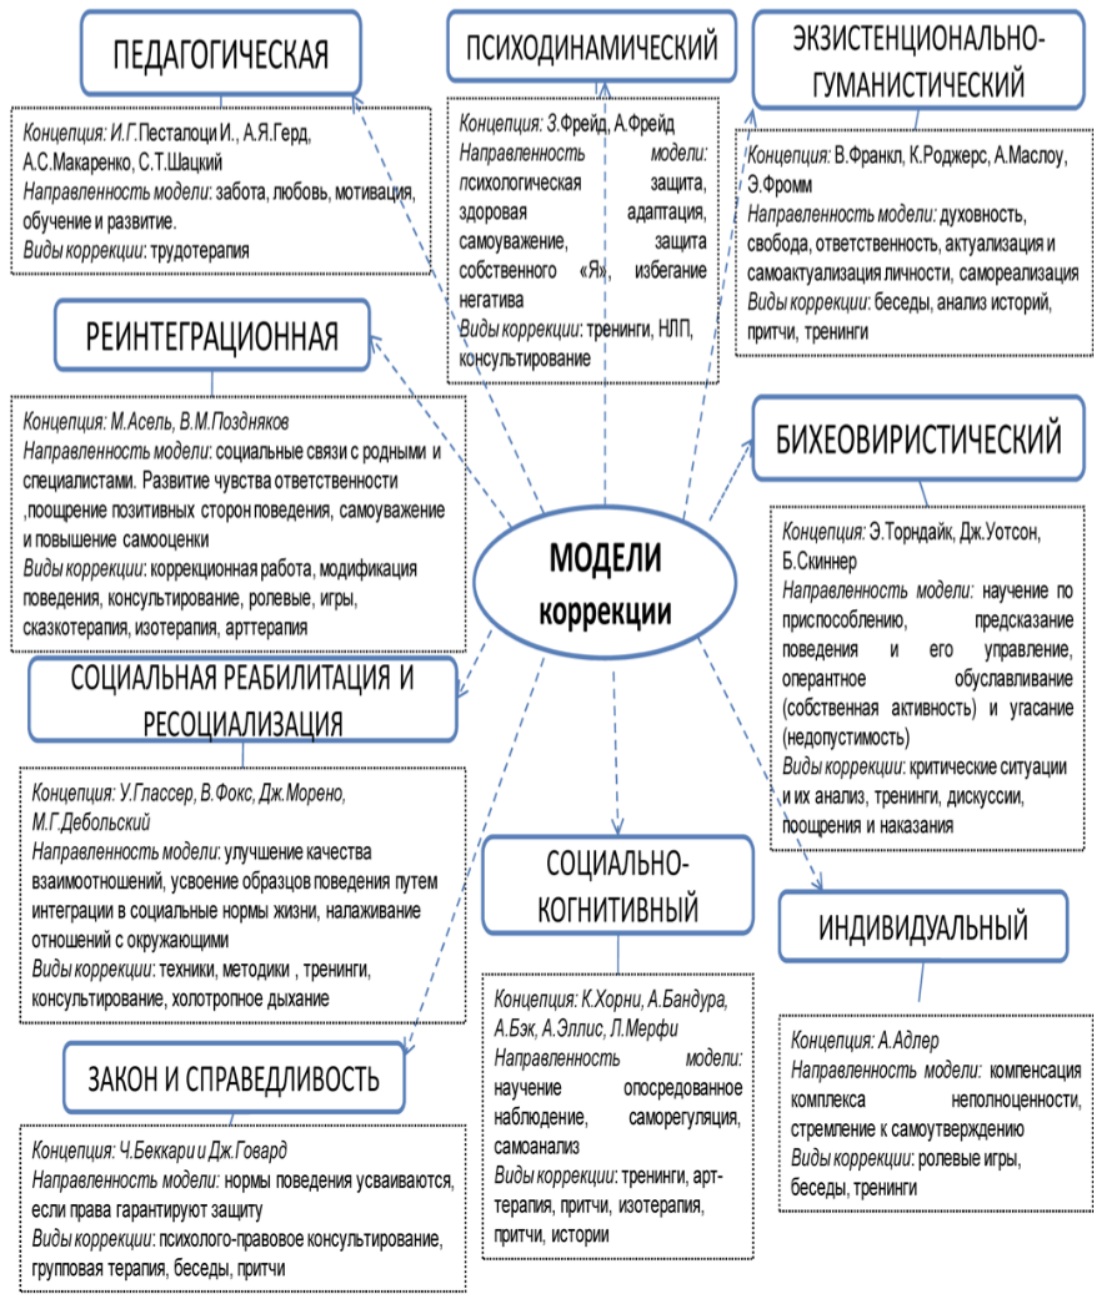 ПЕДАГОГИЧЕСКАЯ
Концепция: И.Г.Песталоци И., А.Я.Герд,
А.С.Макаренко, С.Т.Шацкий
Направленность модели: забота, любовь, мотивация,
обучение и развитие.
Виды коррекции: трудотерапия
ПСИХОДИНАМИЧЕСКИЙ
Концепция: З.Фрейд, А.Фрейд
Направленность модели:
психологическая защита,
здоровая адаптация,
самоуважение, защита
собственного «Я», избегание
негатива
Виды коррекции: тренинги, НЛП,
консультирование
ЭКЗИСТЕНЦИОНАЛЬНО-
ГУМАНИСТИЧЕСКИЙ
Концепция: В.Франкл, К.Роджерс, А.Маслоу,
Э.Фромм
Направленность модели: духовность,
свобода, ответственность, актуализация и
самоактуализация личности, самореализация
Виды коррекции: беседы, анализ историй,
притчи, тренинги
РЕИНТЕГРАЦИОННАЯ
Концепция: М.Асель, В.М.Поздняков
Направленность модели: социальные связи с родными и
специалистами. Развитие чувства ответственности
,поощрение позитивных сторон поведения, самоуважение
и повышение самооценки
Виды коррекции: коррекционная работа, модификация
поведения, консультирование, ролевые, игры,
сказкотерапия, изотерапия, арттерапия
БИХЕОВИРИСТИЧЕСКИЙ
Концепция: Э.Торндайк, Дж.Уотсон,
Б.Скиннер
Направленность модели: научение по
приспособлению, предсказание
поведения и его управление,
оперантное обуславливание
(собственная активность) и угасание
(недопустимость)
Виды коррекции: критические ситуации
и их анализ, тренинги, дискуссии,
поощрения и наказания
МОДЕЛИ
коррекции
СОЦИАЛЬНАЯ РЕАБИЛИТАЦИЯ И
РЕСОЦИАЛИЗАЦИЯ
Концепция: У.Глассер, В.Фокс, Дж.Морено,
М.Г.Дебольский
Направленность модели: улучшение качества
взаимоотношений, усвоение образцов поведения путем
интеграции в социальные нормы жизни, налаживание
отношений с окружающими
Виды коррекции: техники, методики , тренинги,
консультирование, холотропное дыхание
СОЦИАЛЬНО-
КОГНИТИВНЫЙ
Концепция: К.Хорни, А.Бандура,
А.Бэк, А.Эллис, Л.Мерфи
Направленность модели:
научение опосредованное
наблюдение, саморегуляция,
самоанализ
Виды коррекции: тренинги, арт-
терапия, притчи, изотерапия,
притчи, истории
ИНДИВИДУАЛЬНЫЙ
Концепция: А.Адлер
Направленность модели: компенсация
комплекса неполноценности,
стремление к самоутверждению
Виды коррекции: ролевые игры,
беседы, тренинги
ЗАКОН И СПРАВЕДЛИВОСТЬ
Концепция: Ч.Беккари и Дж.Говард
Направленность модели: нормы поведения усваиваются,
если права гарантируют защиту
Виды коррекции: психолого-правовое консультирование,
групповая терапия, беседы, притчи